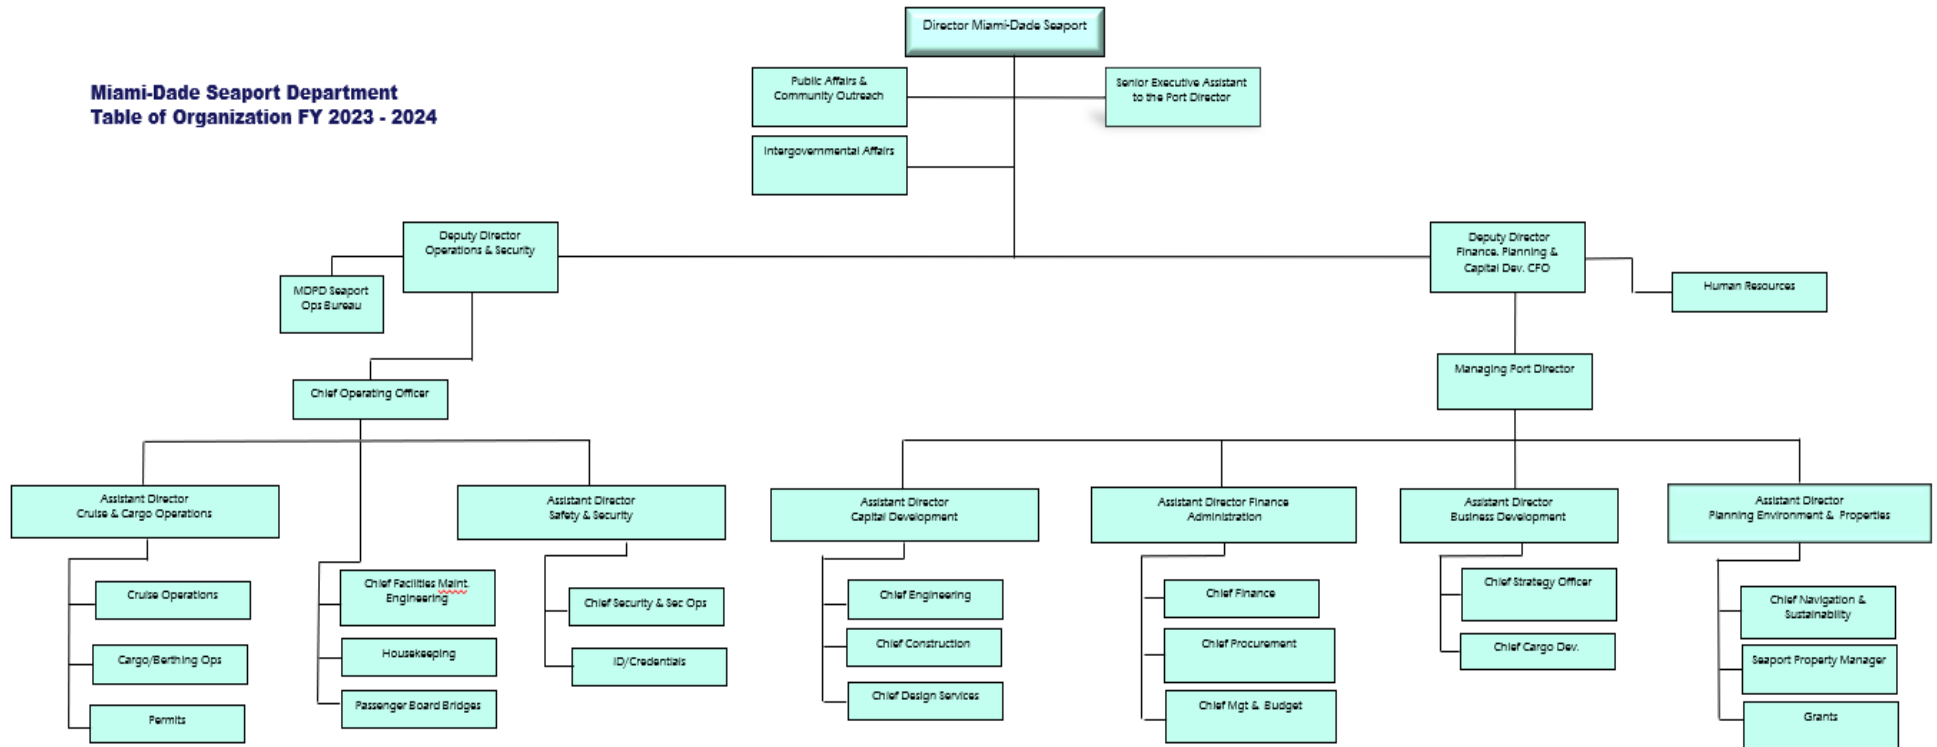 Director Miami-Dade Seaport
Miami-Dade Seaport Department
Table of Organization FY 2023 - 2024
Public Affairs &
Community Outreach
Senior Executive Assistant
to the Port Director
Intergovernmental Affairs
Deputy Director
Operations & Security
Deputy Director
Finance, Planning &
Capital Dev. CFO
MDPD Seaport
Ops Bureau
Human Resources
Managing Port Director
Chief Operating Officer
Assistant Director
Cruise & Cargo Operations
Assistant Director
Safety & Security
Assistant Director
Capital Development
Assistant Director Finance
Administration
Assistant Director
Business Development
Assistant Director
Planning Environment & Properties
Cruise Operations
Cargo/Berthing Ops
Permits
Chief Facilities Maint.
Engineering
Housekeeping
Passenger Board Bridges
Chief Security & Sec Ops
ID/Credentials
Chief Engineering
Chief Construction
Chief Design Services
Chief Finance
Chief Procurement
Chief Mgt & Budget
Chief Strategy Officer
Chief Cargo Dev.
Chief Navigation &
Sustainability
Seaport Property Manager
Grants